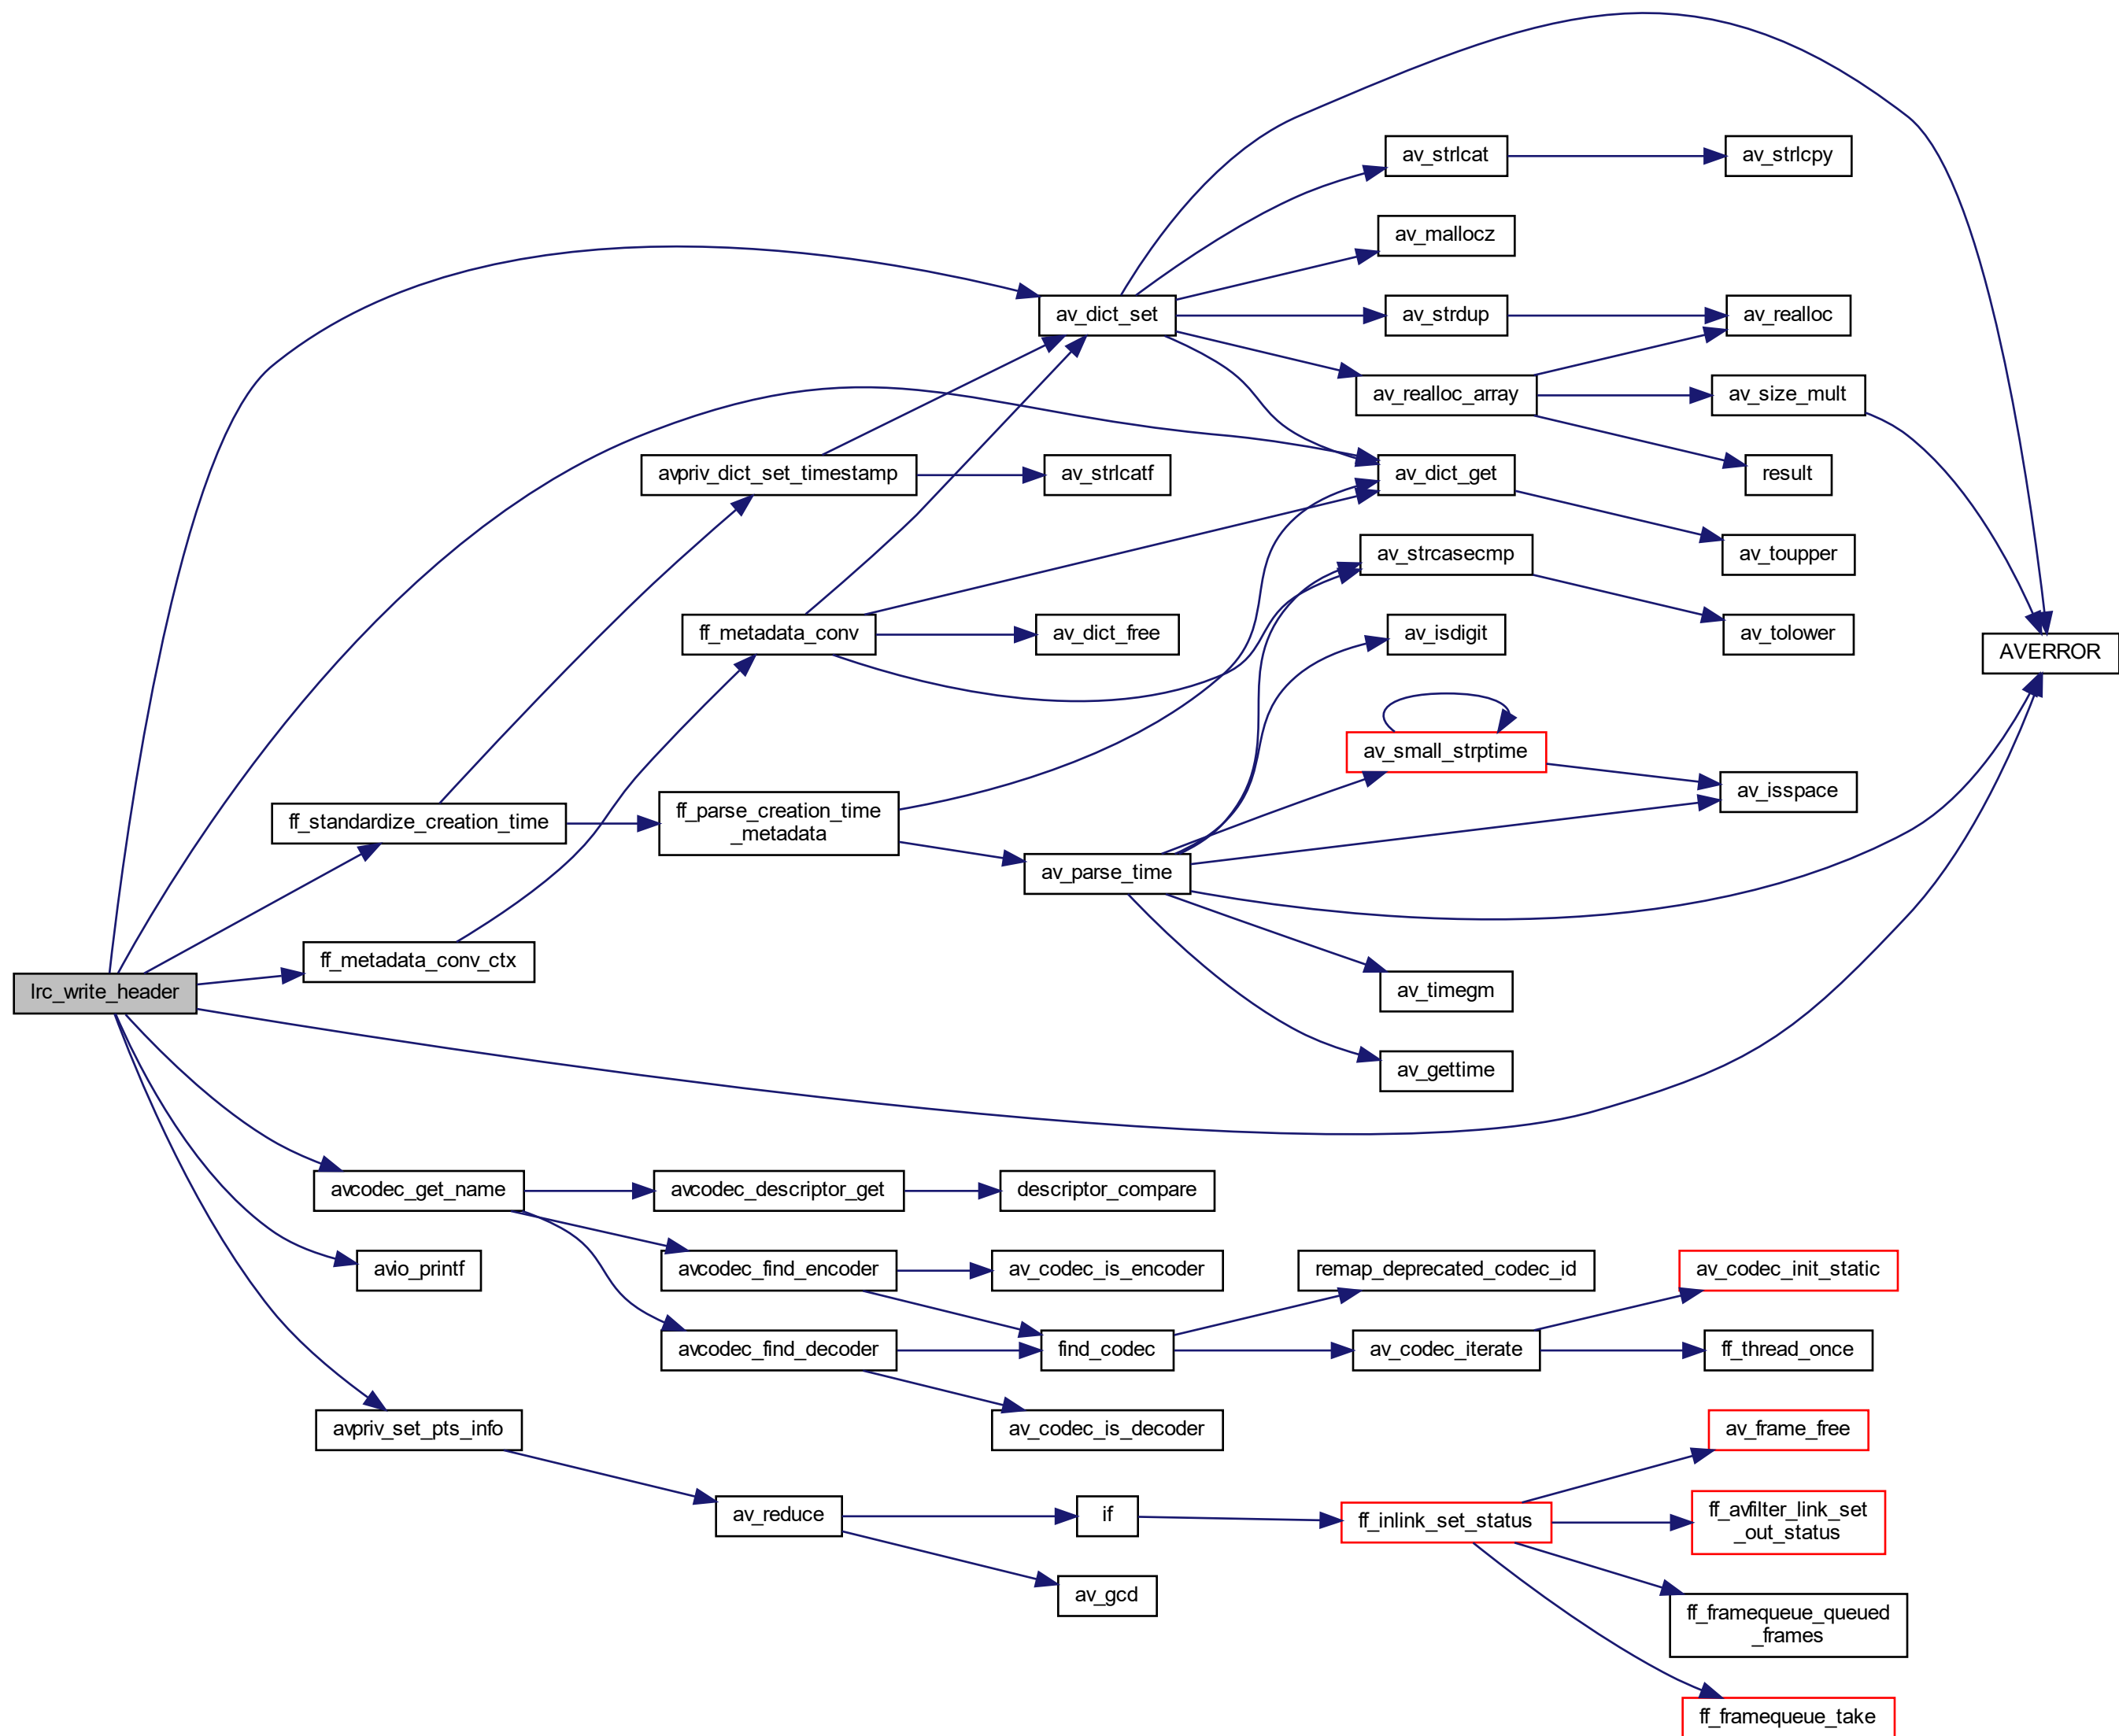 av_strlcat
av_strlcpy
av_mallocz
av_dict_set
av_strdup
av_realloc
av_realloc_array
av_size_mult
avpriv_dict_set_timestamp
av_strlcatf
av_dict_get
result
av_strcasecmp
av_toupper
ff_metadata_conv
av_dict_free
av_isdigit
av_tolower
AVERROR
av_small_strptime
av_isspace
ff_standardize_creation_time
ff_parse_creation_time
_metadata
av_parse_time
ff_metadata_conv_ctx
lrc_write_header
av_timegm
av_gettime
avcodec_get_name
avcodec_descriptor_get
descriptor_compare
avio_printf
avcodec_find_encoder
av_codec_is_encoder
remap_deprecated_codec_id
av_codec_init_static
avcodec_find_decoder
find_codec
av_codec_iterate
ff_thread_once
avpriv_set_pts_info
av_codec_is_decoder
av_frame_free
av_reduce
if
ff_inlink_set_status
ff_avfilter_link_set
_out_status
av_gcd
ff_framequeue_queued
_frames
ff_framequeue_take